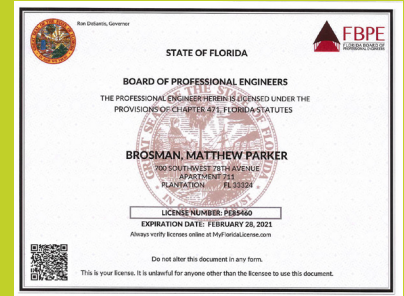 Ron DeSantis, Governor
FBPE
FLORIDA BOARD OF
PROFESSIONAL ENGINEERS
STATE OF FLORIDA
BOARD OF PROFESSIONAL ENGINEERS
THE PROFESSIONAL ENGINEER HEREIN IS LICENSED UNDER THE
PROVISIONS OF CHAPTER 471, FLORIDA STATUTES
BROSMAN, MATTHEW PARKER
700 SOUTHWEST 78TH AVENUE
APARTMENT 711
PLANTATION FL 33324
LICENSE NUMBER: PE85460
EXPIRATION DATE: FEBRUARY 28, 2021
Always verify licenses online at MyFloridaLicense.com
Do not alter this document in any form.
This is your license. It is unlawful for anyone other than the licensee to use this document.